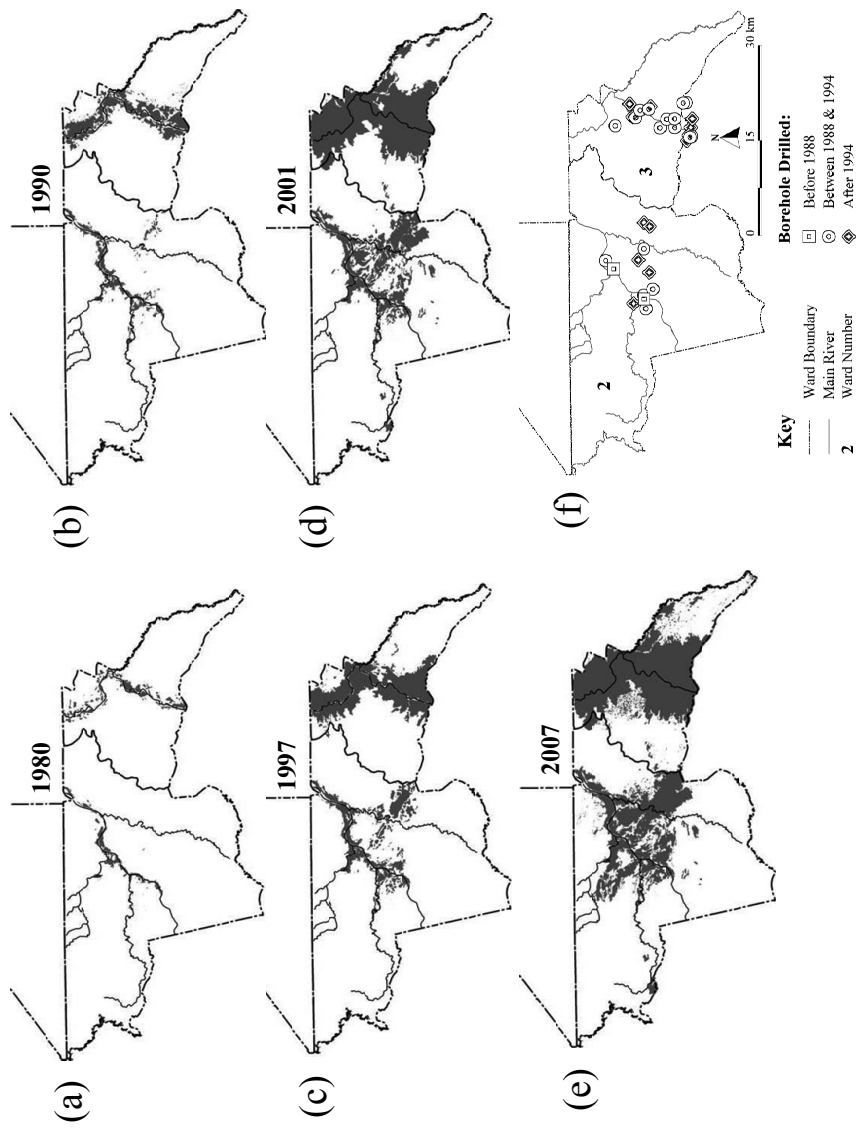 (a)
1980
(b)
1990
(c)
1997
(d)
2001
(e)
2007
(f)
2
3
N
0
15
30 km
Key
Ward Boundary
Main River
2 Ward Number
Borehole Drilled:
Before 1988
Between 1988 & 1994
After 1994